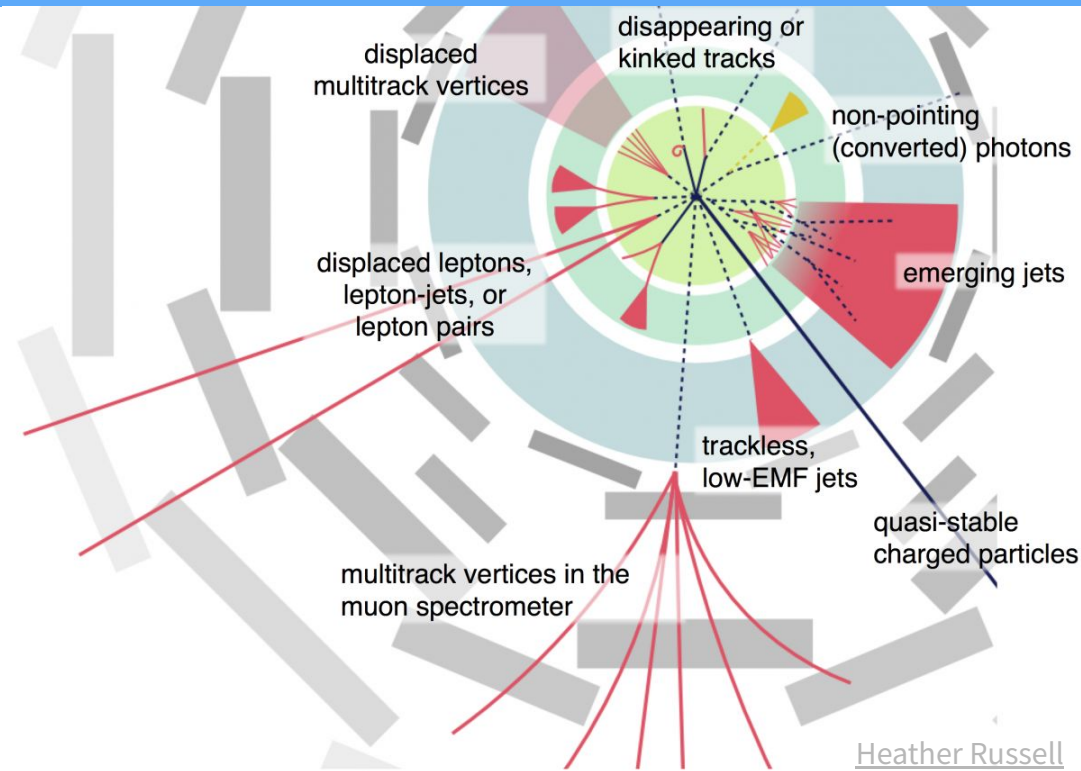 disappearing or
kinked tracks
displaced
multitrack vertices
non-pointing
(converted) photons
displaced leptons,
lepton-jets, or
lepton pairs
emerging jets
trackless,
low-EMF jets
quasi-stable
charged particles
multitrack vertices in the
muon spectrometer
Heather Russell